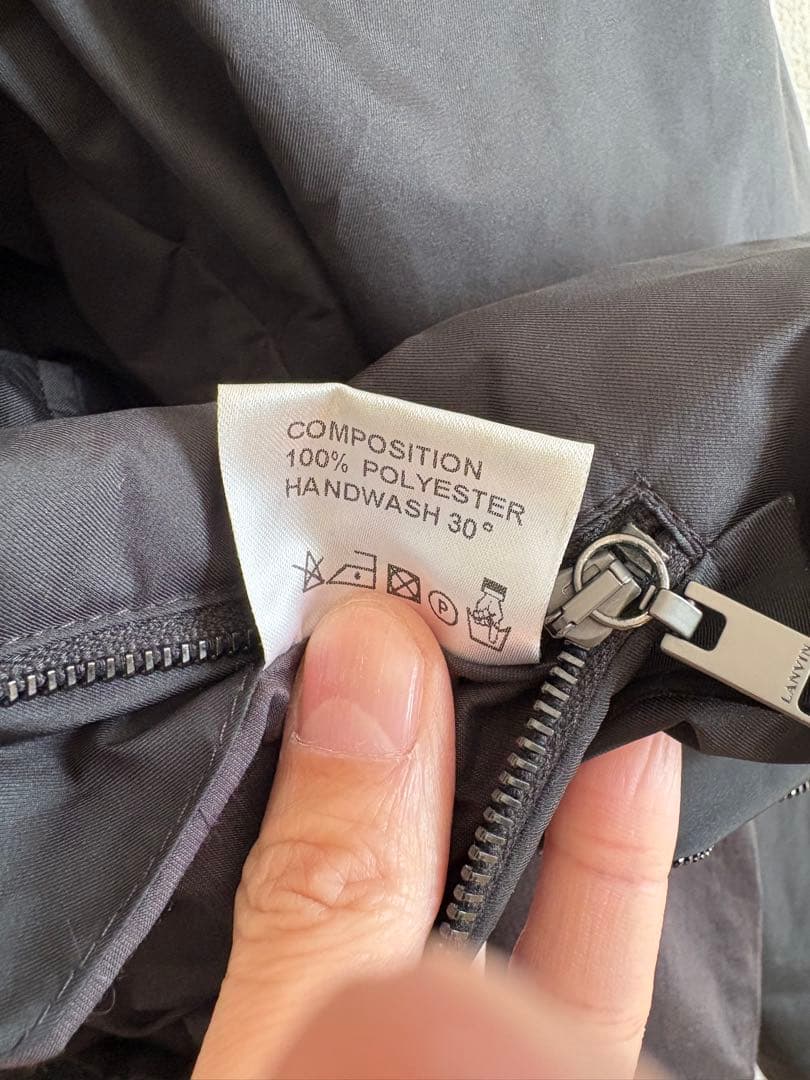 COMPOSITION
100% POLYESTER
HANDWASH 30°
P
LANVIN